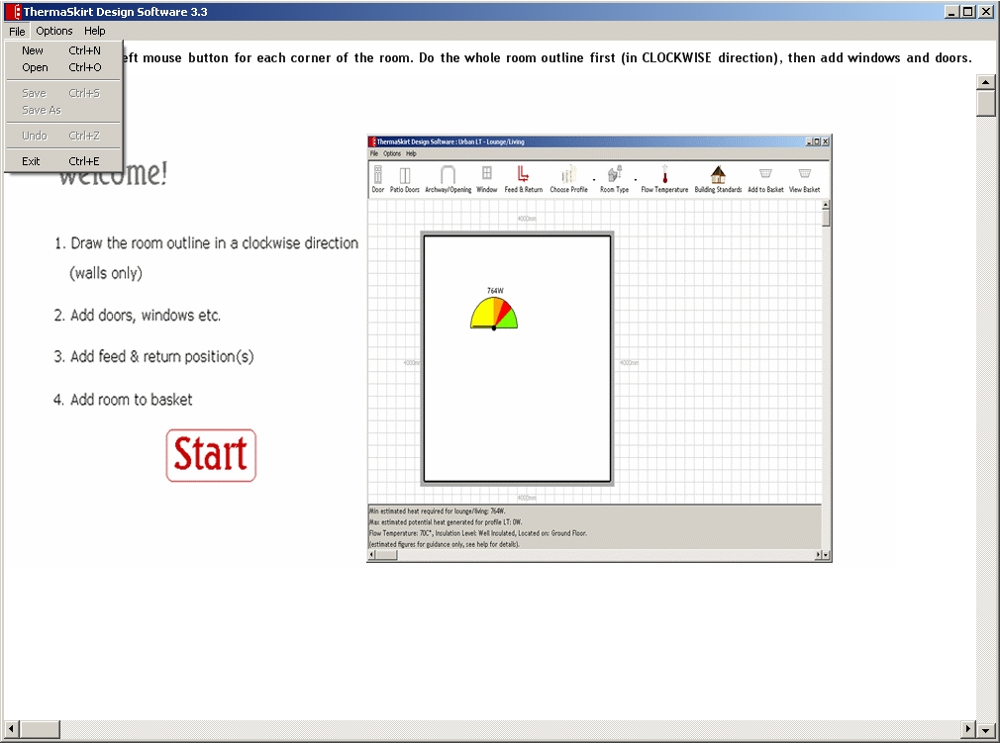 ThermaSkirt Design Software 3.3
File Options Help
New Ctrl+N
Open Ctrl+O
Save Ctrl+S
Save As
Undo Ctrl+Z
Exit Ctrl+E
eft mouse button for each corner of the room. Do the whole room outline first (in CLOCKWISE direction), then add windows and doors.
welcome!
1. Draw the room outline in a clockwise direction
(walls only)
2. Add doors, windows etc.
3. Add feed & return position(s)
4. Add room to basket
Start
ThermaSkirt Design Software : Urban LT - Lounge/Living
File Options Help
Door Patio Doors Archway/Opening Window Feed & Return Choose Profile Room Type Flow Temperature Building Standards Add to Basket View Basket
4000mm
764W
4000mm 4000mm
4000mm
Min estimated heat required for lounge/living: 764W.
Max estimated potential heat generated for profile LT: 0W.
Flow Temperature: 70C°, Insulation Level: Well Insulated, Located on: Ground Floor.
(estimated figures for guidance only, see help for details).